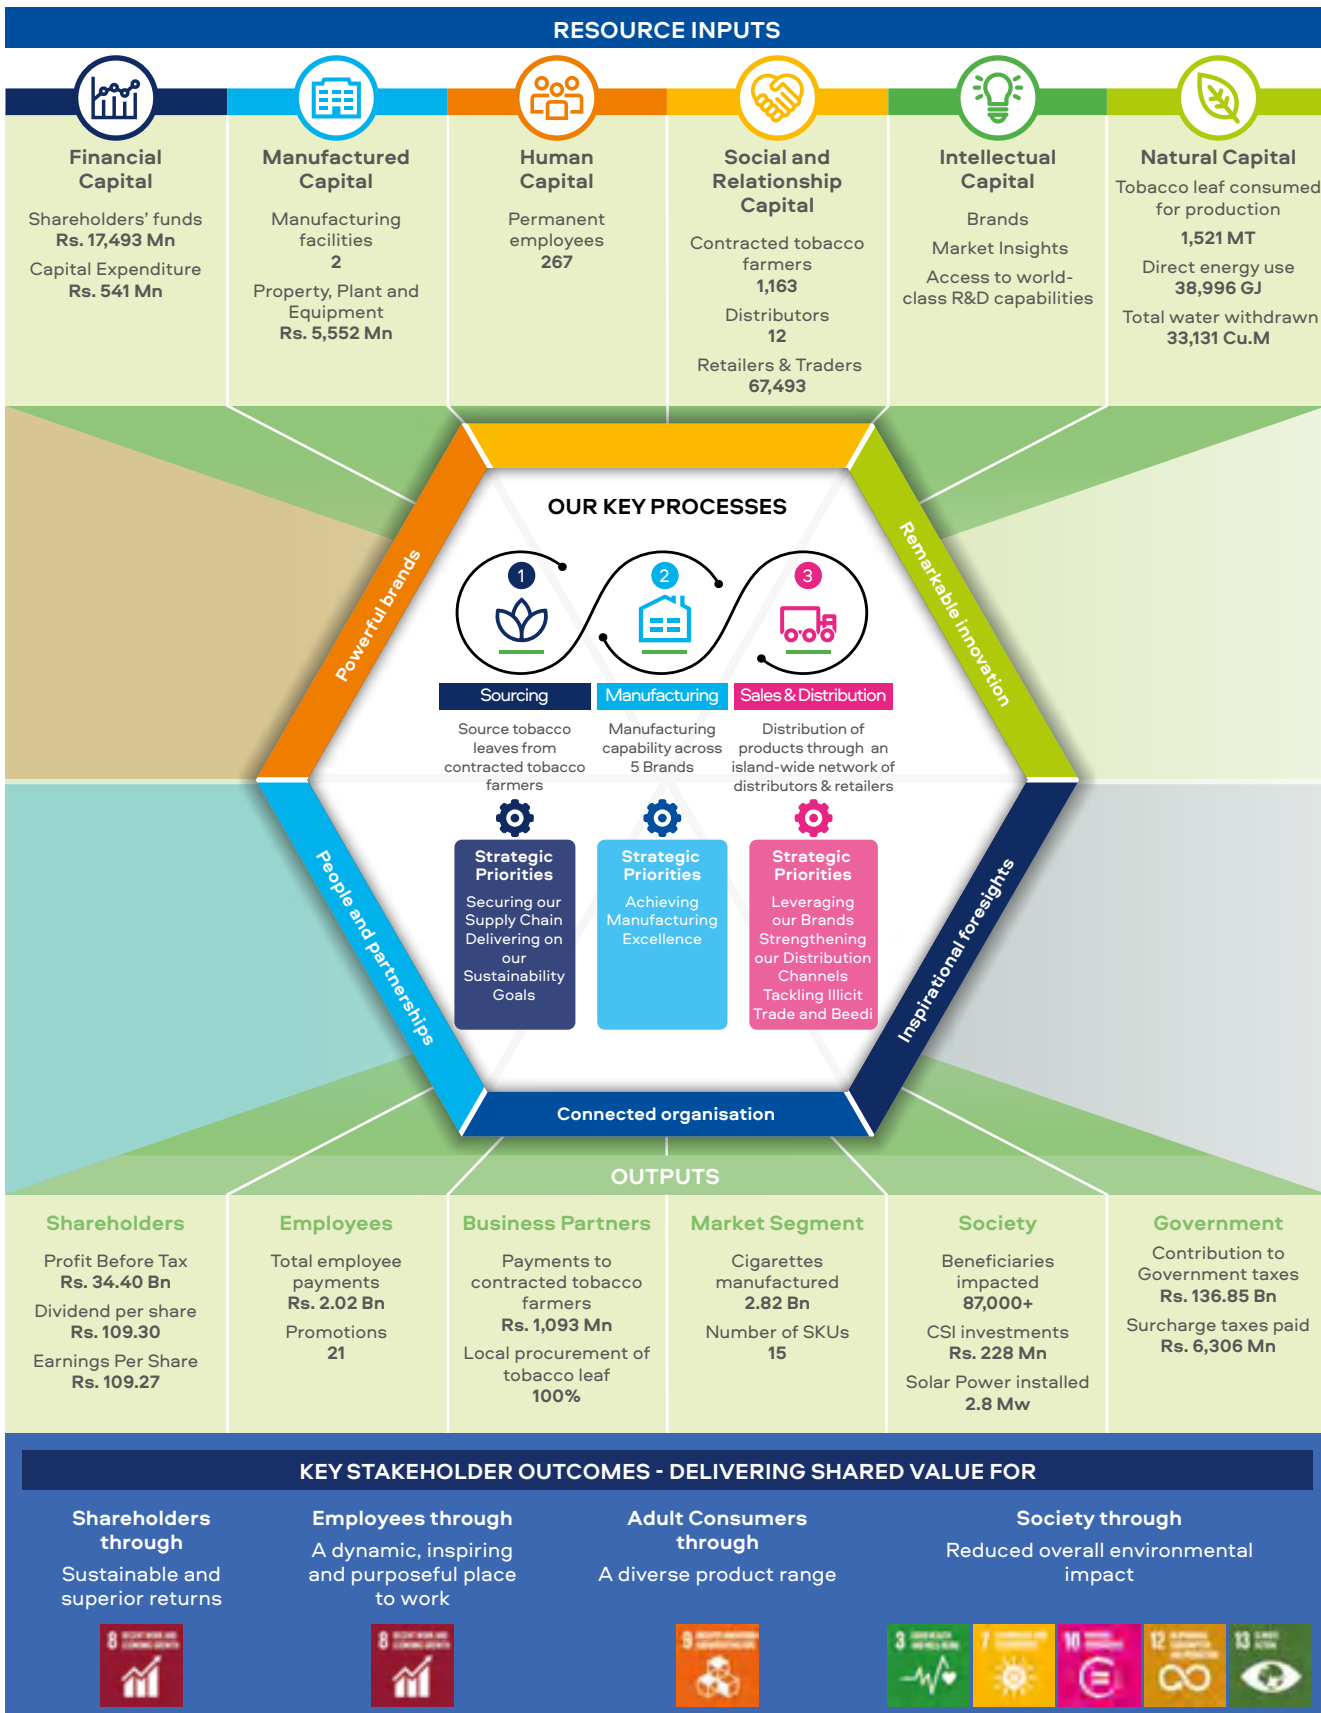 RESOURCE INPUTS
Financial
Capital
Shareholders' funds
Rs. 17,493 Mn
Capital Expenditure
Rs. 541 Mn
Manufactured
Capital
Manufacturing
facilities
2
Property, Plant and
Equipment
Rs. 5,552 Mn
Human
Capital
Permanent
employees
267
Social and
Relationship
Capital
Contracted tobacco
farmers
1,163
Distributors
12
Retailers & Traders
67,493
Intellectual
Capital
Brands
Market Insights
Access to world-
class R&D capabilities
Natural Capital
Tobacco leaf consumed
for production
1,521 MT
Direct energy use
38,996 GJ
Total water withdrawn
33,131 Cu.M
Powerful brands
Remarkable innovation
People and partnerships
Inspirational foresights
Connected organisation
OUR KEY PROCESSES
1
2
3
Sourcing
Source tobacco
leaves from
contracted tobacco
farmers
Manufacturing
Manufacturing
capability across
5 Brands
Sales & Distribution
Distribution of
products through an
island-wide network of
distributors & retailers
Strategic
Priorities
Securing our
Supply Chain
Delivering on
our
Sustainability
Goals
Strategic
Priorities
Achieving
Manufacturing
Excellence
Strategic
Priorities
Leveraging
our Brands
Strengthening
our Distribution
Channels
Tackling Illicit
Trade and Beedi
OUTPUTS
Shareholders
Profit Before Tax
Rs. 34.40 Bn
Dividend per share
Rs. 109.30
Earnings Per Share
Rs. 109.27
Employees
Total employee
payments
Rs. 2.02 Bn
Promotions
21
Business Partners
Payments to
contracted tobacco
farmers
Rs. 1,093 Mn
Local procurement of
tobacco leaf
100%
Market Segment
Cigarettes
manufactured
2.82 Bn
Number of SKUs
15
Society
Beneficiaries
impacted
87,000+
CSI investments
Rs. 228 Mn
Solar Power installed
2.8 Mw
Government
Contribution to
Government taxes
Rs. 136.85 Bn
Surcharge taxes paid
Rs. 6,306 Mn
KEY STAKEHOLDER OUTCOMES - DELIVERING SHARED VALUE FOR
Shareholders
through
Sustainable and
superior returns
Employees through
A dynamic, inspiring
and purposeful place
to work
Adult Consumers
through
A diverse product range
Society through
Reduced overall environmental
impact
8
8
9
3
7
10
12
13